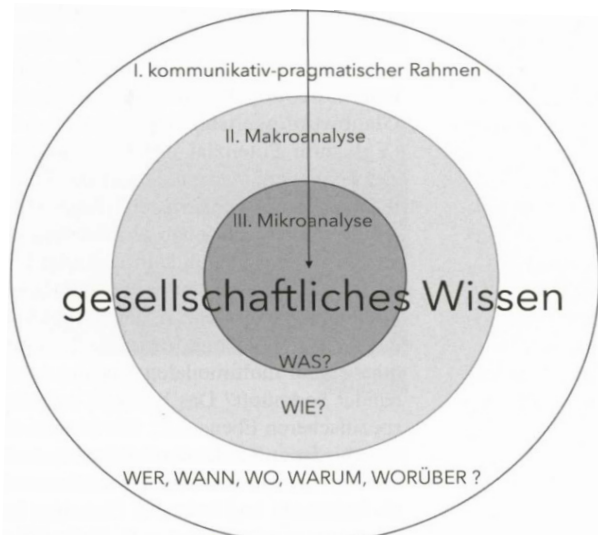 I. kommunikativ-pragmatischer Rahmen
II. Makroanalyse
III. Mikroanalyse
gesellschaftliches Wissen
WAS?
WIE?
WER, WANN, WO, WARUM, WORÜBER ?